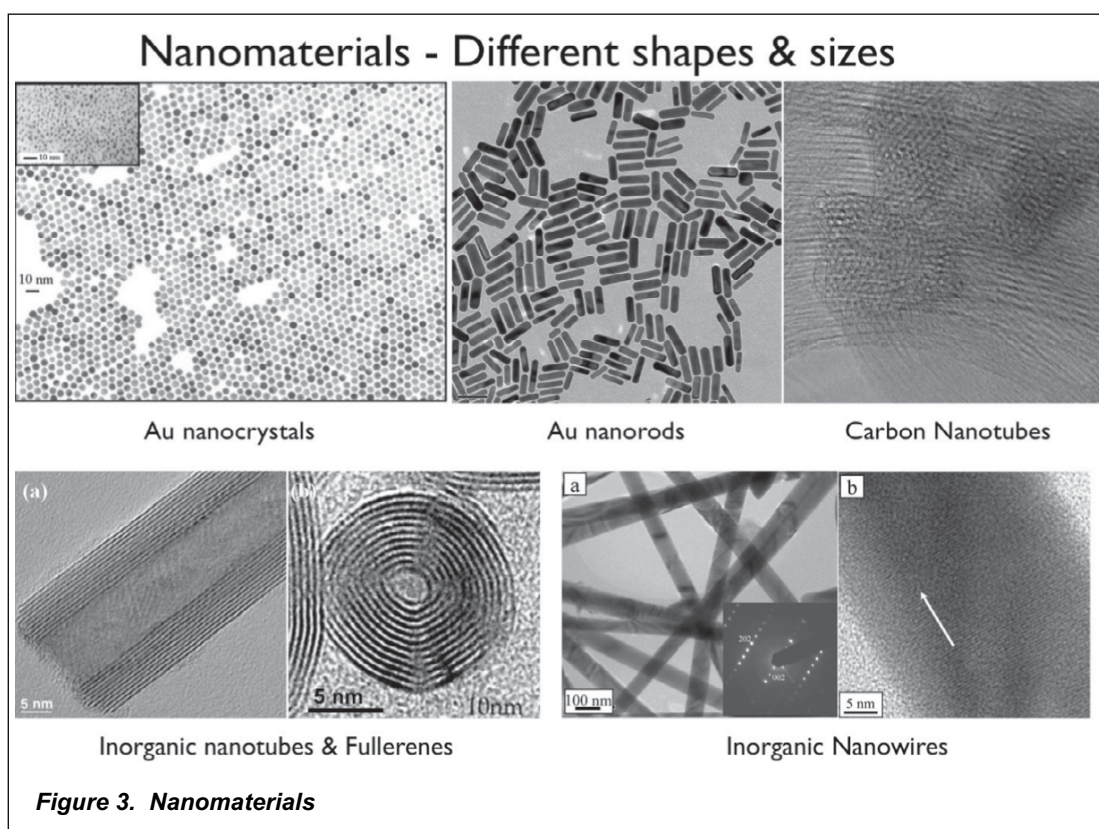 Nanomaterials - Different shapes & sizes
10 nm
10 nm
Au nanocrystals
Au nanorods
Carbon Nanotubes
(a)
(b)
a
b
5 nm
5 nm
10nm
202
002
100 nm
5 nm
Inorganic nanotubes & Fullerenes
Inorganic Nanowires
Figure 3. Nanomaterials